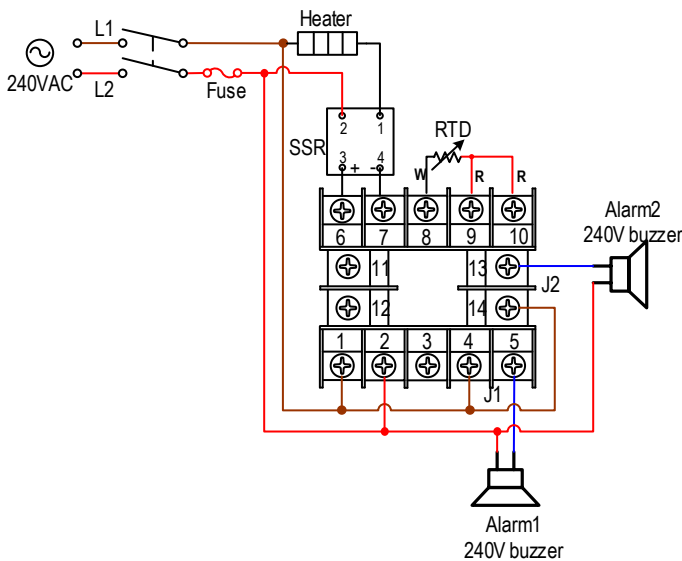 Heater
L1
240VAC
L2
Fuse
2 1
SSR
3 + - 4
RTD
W R R
6 7 8 9 10
Alarm2
240V buzzer
11 13
J2
12 14
1 2 3 4 5
J1
Alarm1
240V buzzer